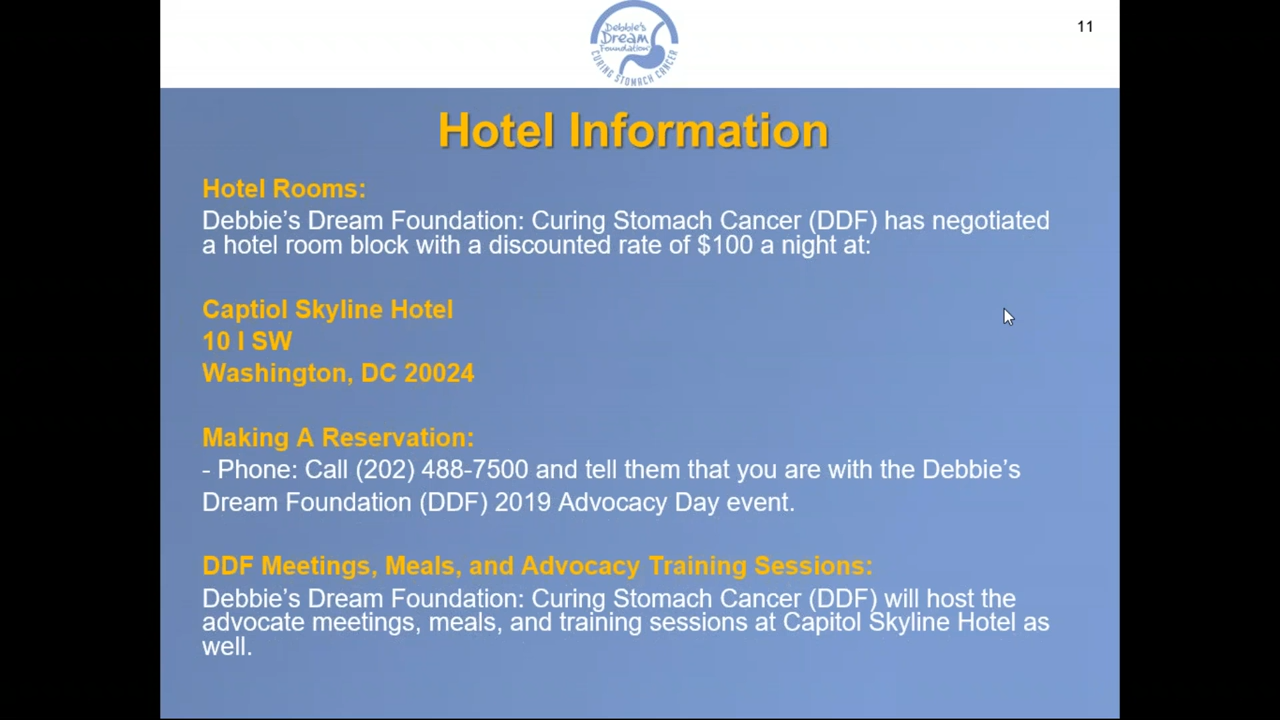 Debbie's
Dream
Foundation
CURING STOMACH CANCER
11
Hotel Information
Hotel Rooms:
Debbie’s Dream Foundation: Curing Stomach Cancer (DDF) has negotiated
a hotel room block with a discounted rate of $100 a night at:
Captiol Skyline Hotel
10 I SW
Washington, DC 20024
Making A Reservation:
- Phone: Call (202) 488-7500 and tell them that you are with the Debbie’s
Dream Foundation (DDF) 2019 Advocacy Day event.
DDF Meetings, Meals, and Advocacy Training Sessions:
Debbie’s Dream Foundation: Curing Stomach Cancer (DDF) will host the
advocate meetings, meals, and training sessions at Capitol Skyline Hotel as
well.